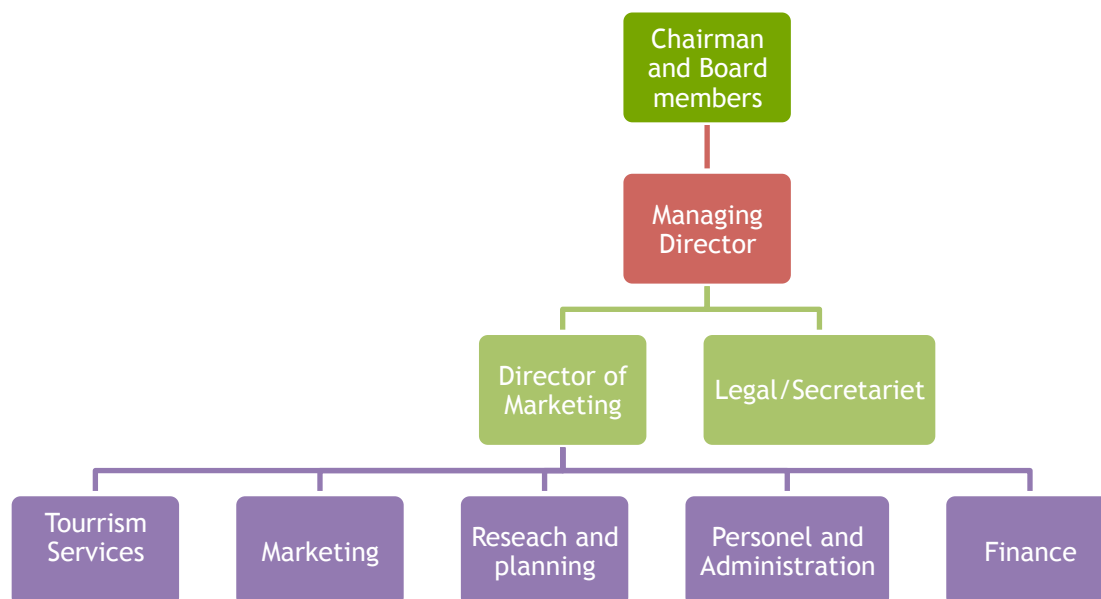 Chairman
and Board
members
Managing
Director
Director of
Marketing
Legal/Secretariet
Tourrism
Services
Marketing
Reseach and
planning
Personel and
Administration
Finance